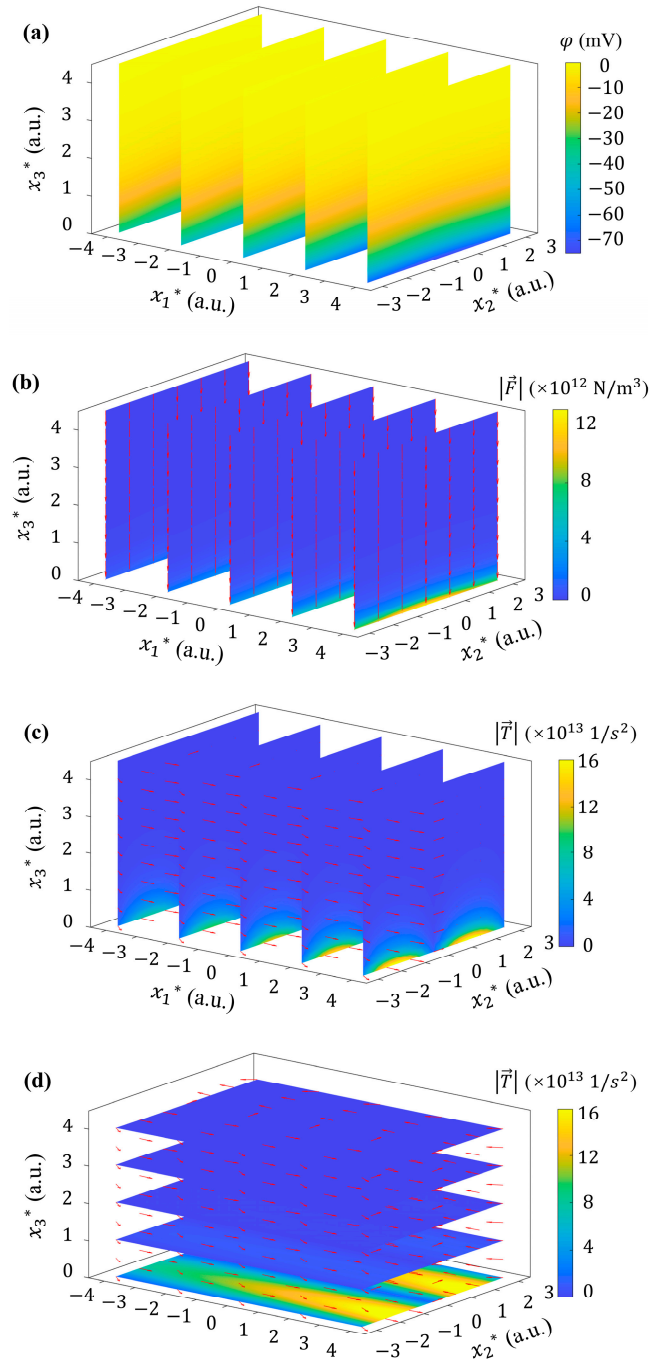 (a)
φ (mV)
0
−10
−20
−30
−40
−50
−60
−70
x₃* (a.u.)
4
3
2
1
0
−4 −3 −2 −1 0 1 2 3 4
x₁* (a.u.)
−3 −2 −1 0 1 2 3
x₂* (a.u.)
(b)
|F⃗| (×10¹² N/m³)
12
8
4
0
x₃* (a.u.)
4
3
2
1
0
−4 −3 −2 −1 0 1 2 3 4
x₁* (a.u.)
−3 −2 −1 0 1 2 3
x₂* (a.u.)
(c)
|T⃗| (×10¹³ 1/s²)
16
12
8
4
0
x₃* (a.u.)
4
3
2
1
0
−4 −3 −2 −1 0 1 2 3 4
x₁* (a.u.)
−3 −2 −1 0 1 2 3
x₂* (a.u.)
(d)
|T⃗| (×10¹³ 1/s²)
16
12
8
4
0
x₃* (a.u.)
4
3
2
1
0
−4 −3 −2 −1 0 1 2 3 4
x₁* (a.u.)
−3 −2 −1 0 1 2 3
x₂* (a.u.)